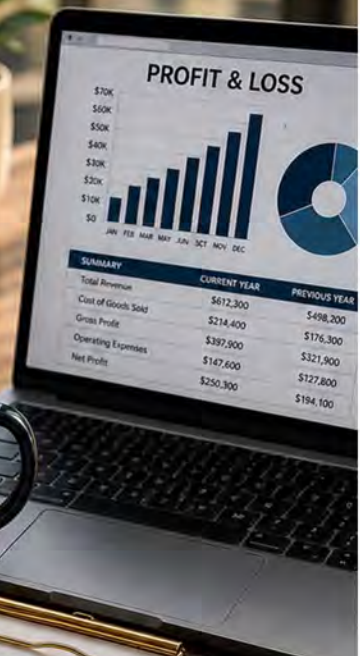 PROFIT & LOSS
$70K
$60K
$50K
$40K
$30K
$20K
$10K
$0
JAN FEB MAR MAY JUN SCT NOV DEC
SUMMARY CURRENT YEAR PREVIOUS YEAR
Total Revenue $612,300 $498,200
Cost of Goods Sold $214,400 $176,300
Gross Profit $397,900 $321,900
Operating Expenses $147,600 $127,800
Net Profit $250,300 $194,100